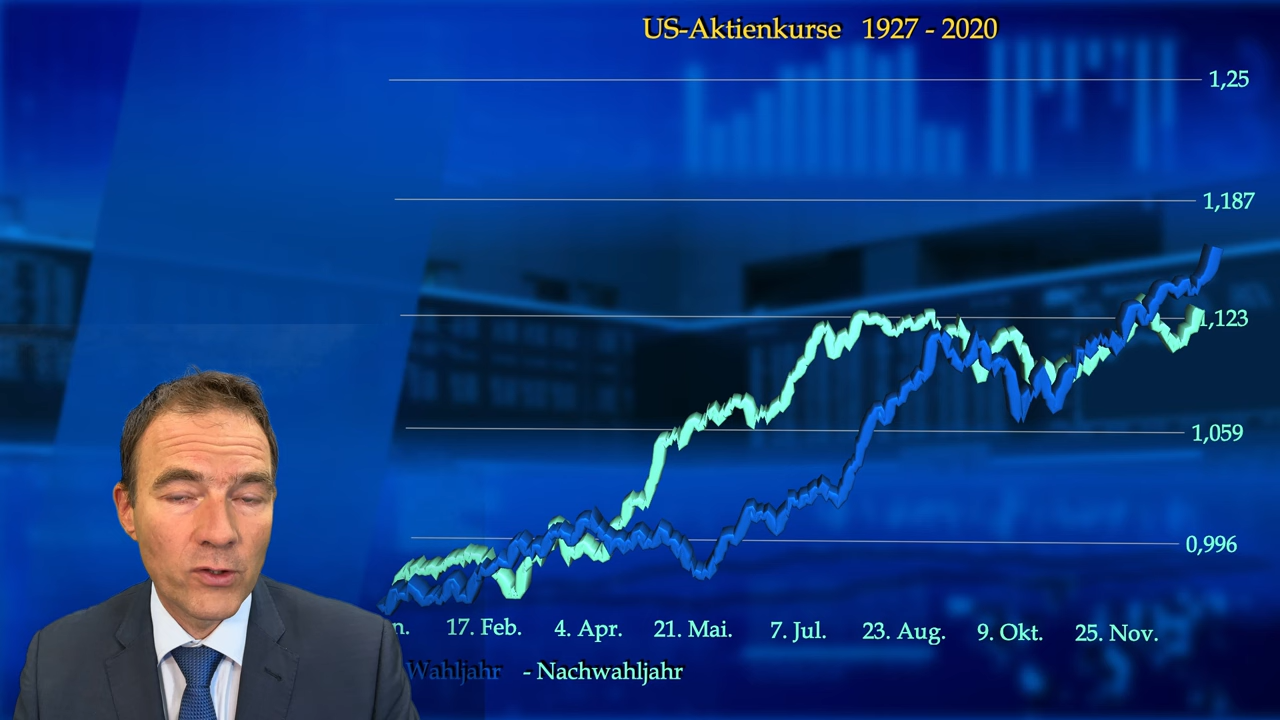 US-Aktienkurse 1927 - 2020
1,25
1,187
1,123
1,059
0,996
n. 17. Feb. 4. Apr. 21. Mai. 7. Jul. 23. Aug. 9. Okt. 25. Nov.
Wahljahr - Nachwahljahr